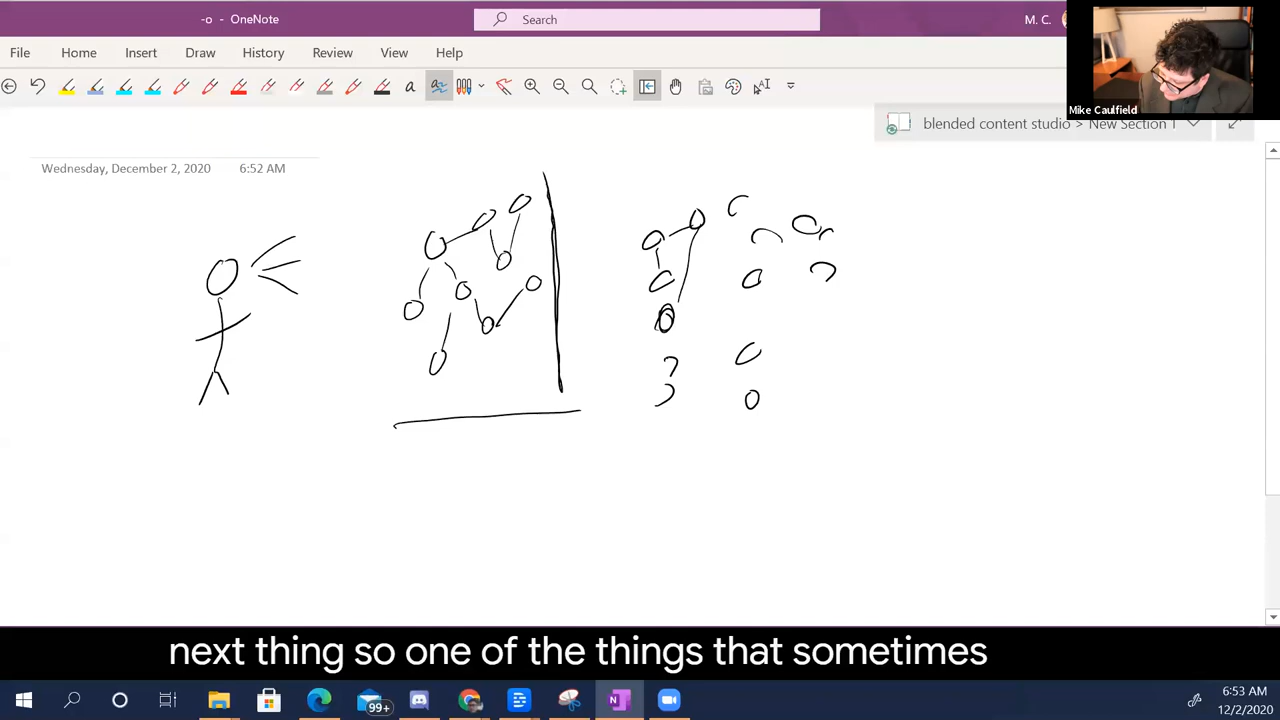 -o - OneNote
Search
M. C.
File Home Insert Draw History Review View Help
Mike Caulfield
blended content studio > New Section 1
Wednesday, December 2, 2020 6:52 AM
next thing so one of the things that sometimes
99+
6:53 AM
12/2/2020